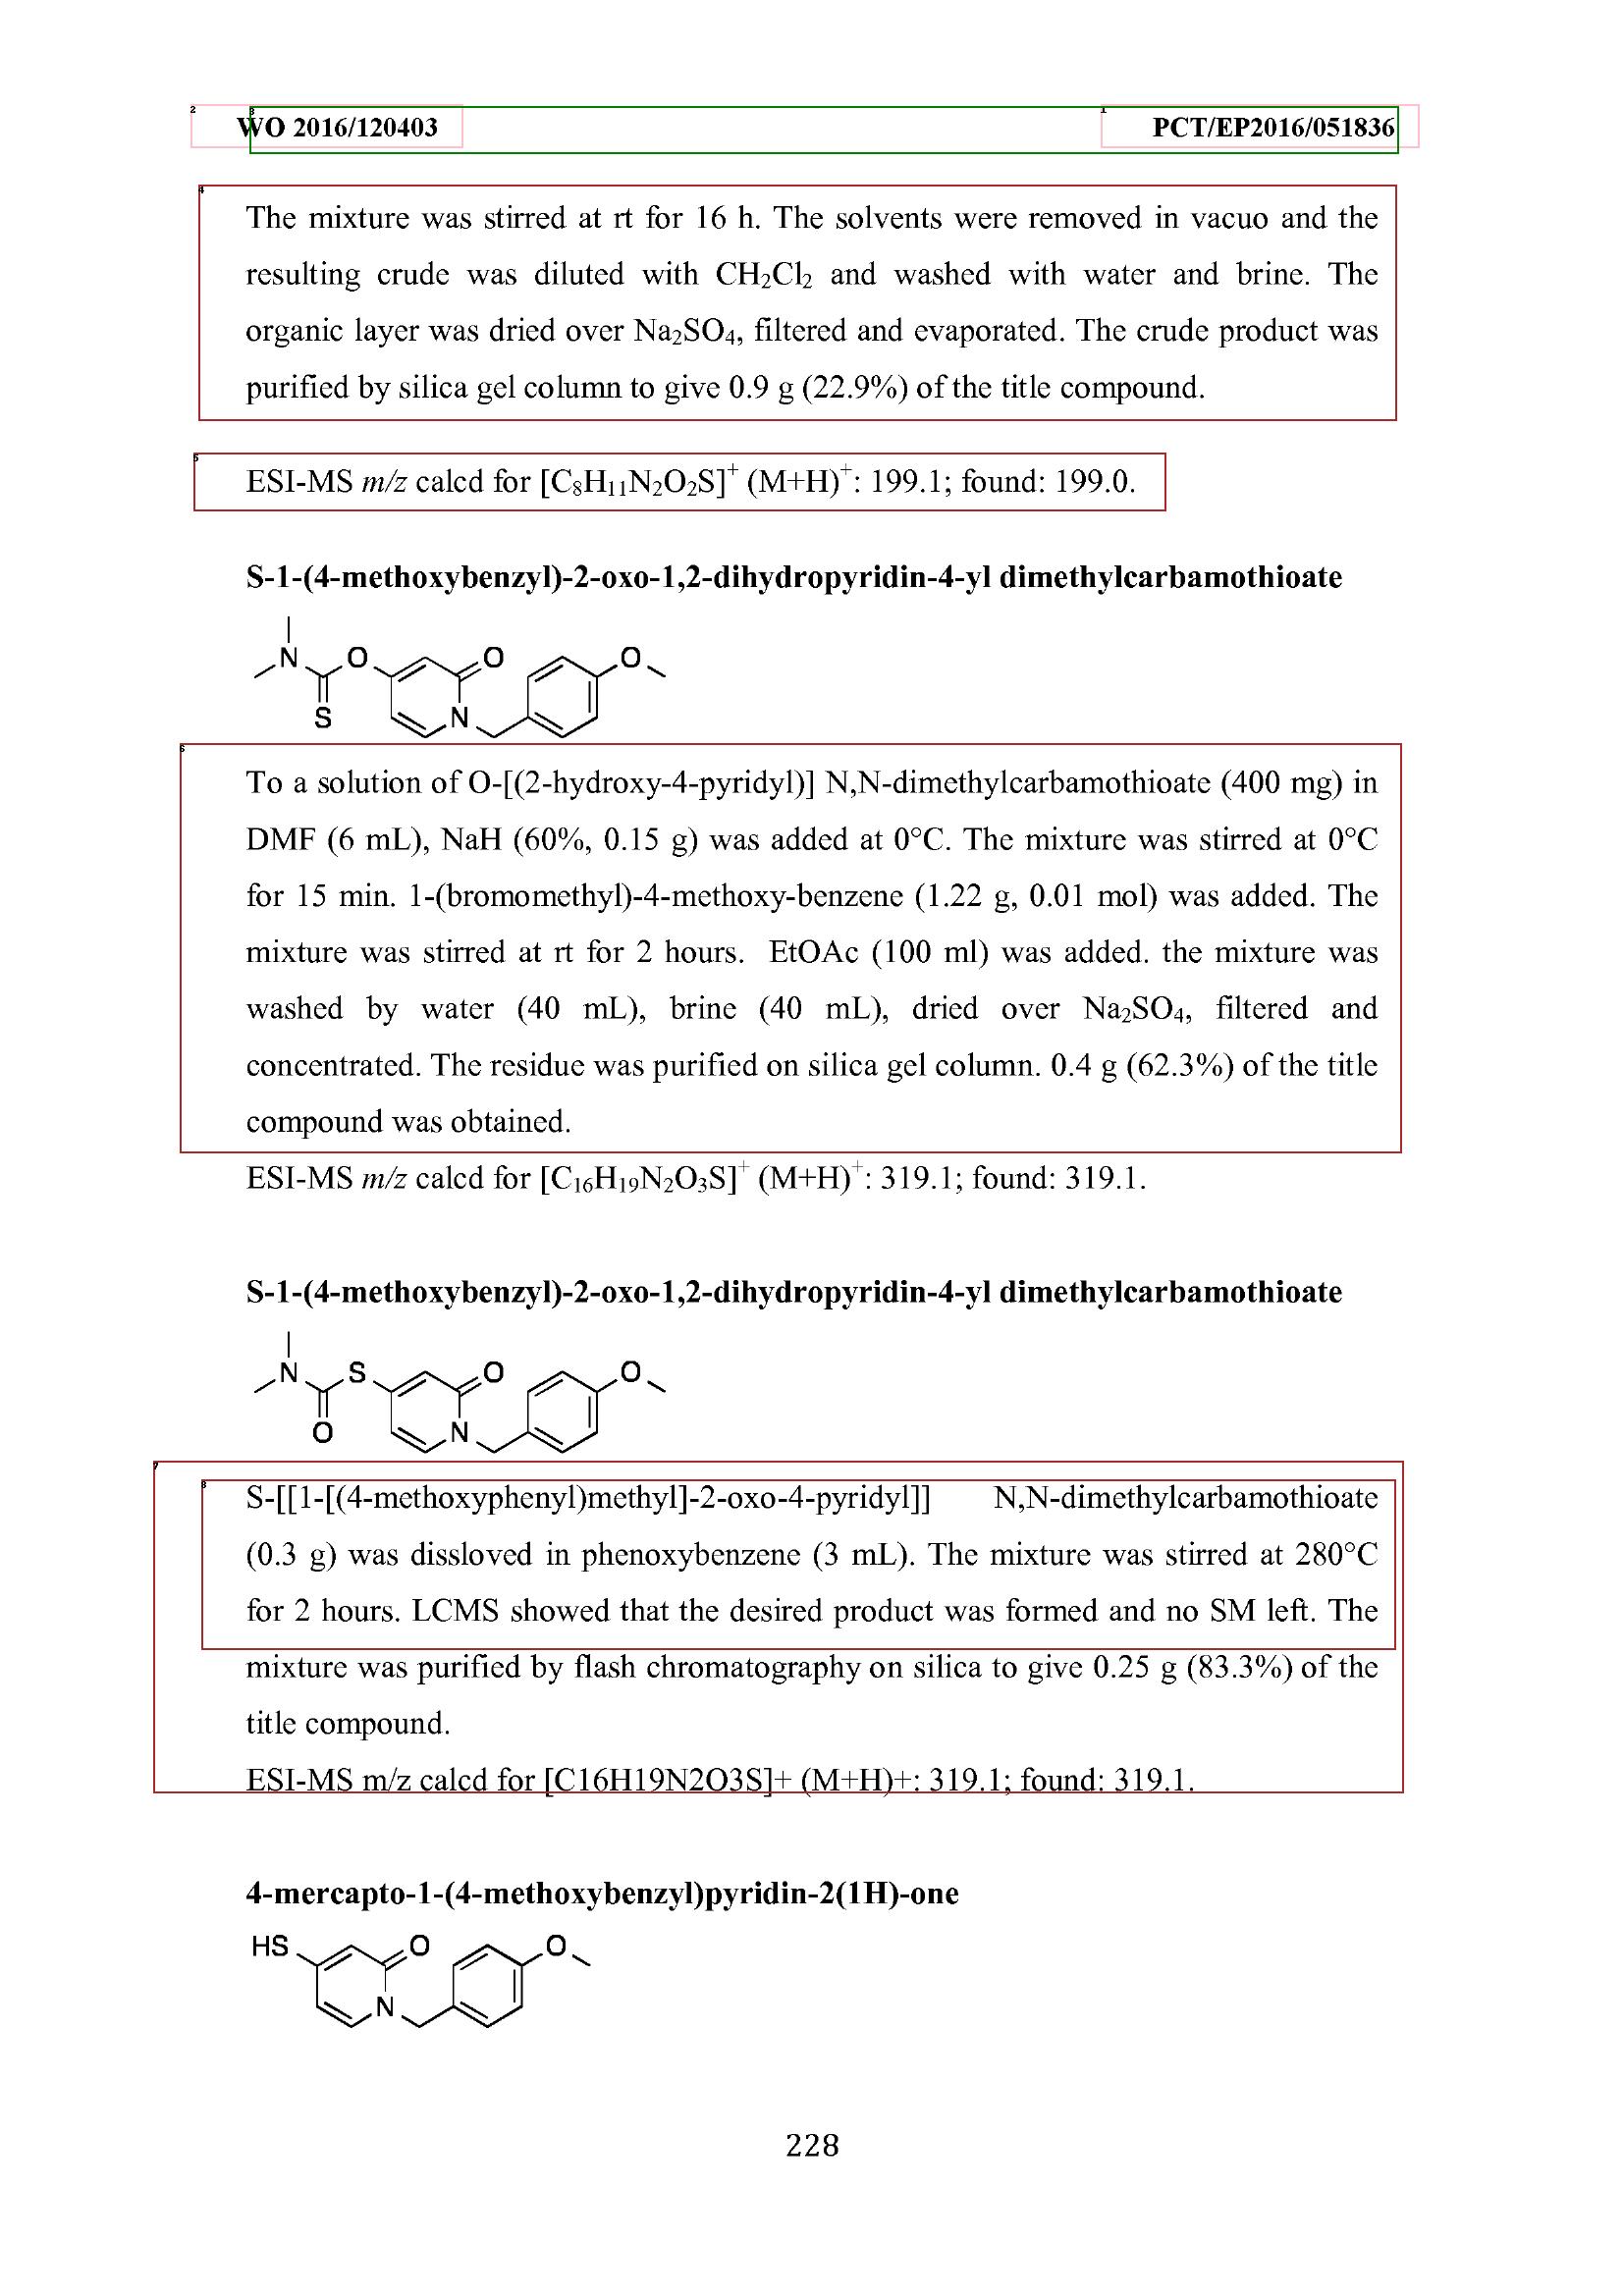 WO 2016/120403 PCT/EP2016/051836
The mixture was stirred at rt for 16 h. The solvents were removed in vacuo and the
resulting crude was diluted with CH₂Cl₂ and washed with water and brine. The
organic layer was dried over Na₂SO₄, filtered and evaporated. The crude product was
purified by silica gel column to give 0.9 g (22.9%) of the title compound.
ESI-MS m/z calcd for [C₈H₁₁N₂O₂S]⁺ (M+H)⁺: 199.1; found: 199.0.
S-1-(4-methoxybenzyl)-2-oxo-1,2-dihydropyridin-4-yl dimethylcarbamothioate
N O O O
S N
To a solution of O-[(2-hydroxy-4-pyridyl)] N,N-dimethylcarbamothioate (400 mg) in
DMF (6 mL), NaH (60%, 0.15 g) was added at 0°C. The mixture was stirred at 0°C
for 15 min. 1-(bromomethyl)-4-methoxy-benzene (1.22 g, 0.01 mol) was added. The
mixture was stirred at rt for 2 hours. EtOAc (100 ml) was added. the mixture was
washed by water (40 mL), brine (40 mL), dried over Na₂SO₄, filtered and
concentrated. The residue was purified on silica gel column. 0.4 g (62.3%) of the title
compound was obtained.
ESI-MS m/z calcd for [C₁₆H₁₉N₂O₃S]⁺ (M+H)⁺: 319.1; found: 319.1.
S-1-(4-methoxybenzyl)-2-oxo-1,2-dihydropyridin-4-yl dimethylcarbamothioate
N S O O
O N
S-[[1-[(4-methoxyphenyl)methyl]-2-oxo-4-pyridyl]] N,N-dimethylcarbamothioate
(0.3 g) was dissloved in phenoxybenzene (3 mL). The mixture was stirred at 280°C
for 2 hours. LCMS showed that the desired product was formed and no SM left. The
mixture was purified by flash chromatography on silica to give 0.25 g (83.3%) of the
title compound.
ESI-MS m/z calcd for [C16H19N2O3S]+ (M+H)+: 319.1; found: 319.1.
4-mercapto-1-(4-methoxybenzyl)pyridin-2(1H)-one
HS O O
N
228